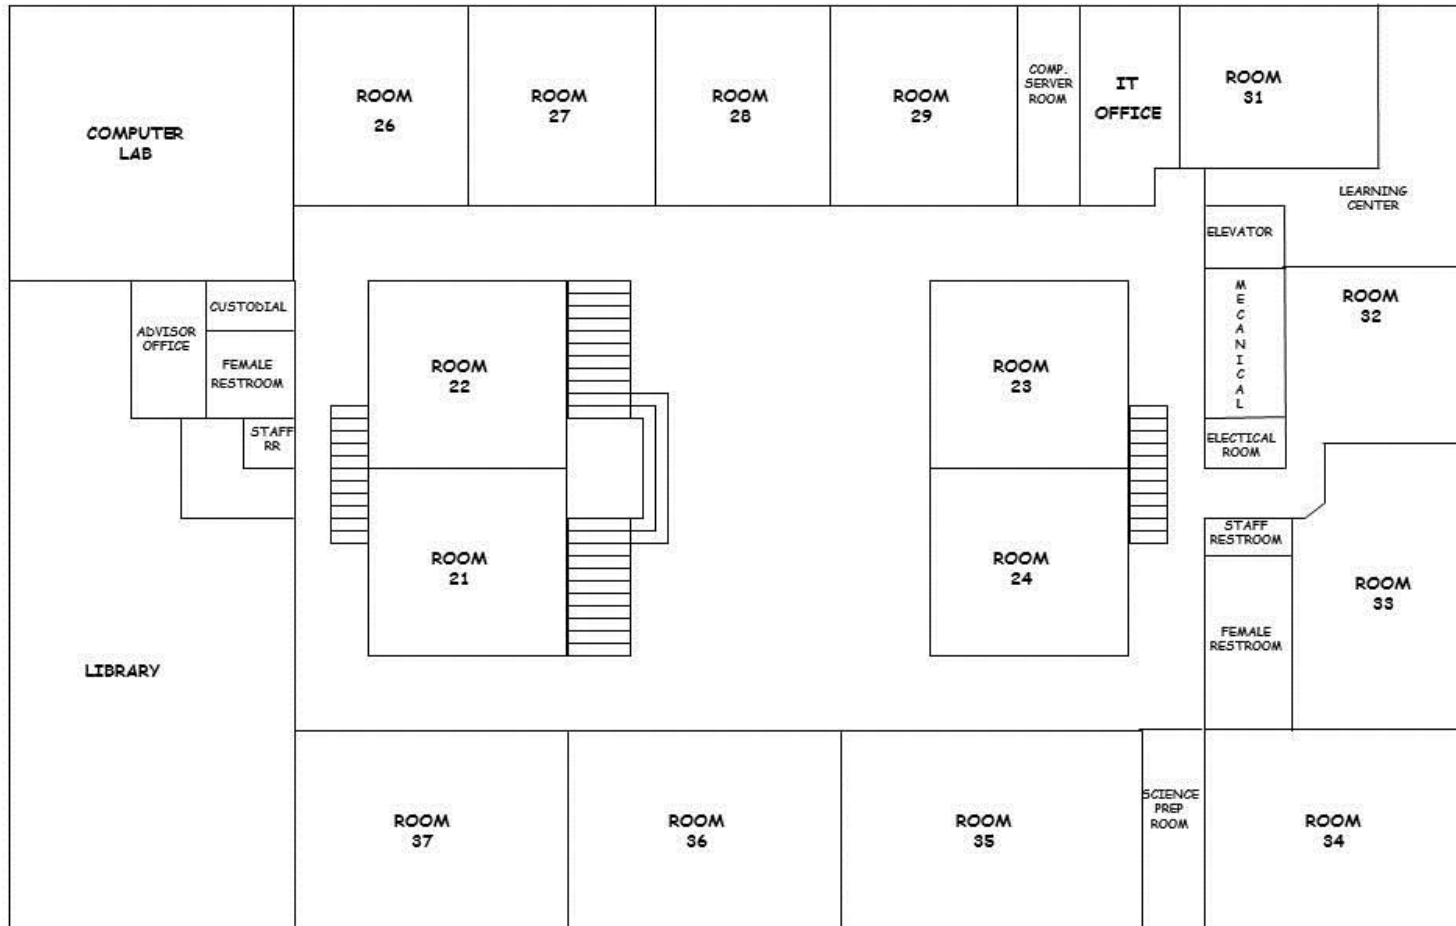 COMPUTER
LAB
ROOM
26
ROOM
27
ROOM
28
ROOM
29
COMP.
SERVER
ROOM
IT
OFFICE
ROOM
31
LEARNING
CENTER
ELEVATOR
MECANICAL
ROOM
32
ADVISOR
OFFICE
CUSTODIAL
FEMALE
RESTROOM
STAFF
RR
ROOM
22
ROOM
23
ELECTICAL
ROOM
ROOM
21
ROOM
24
STAFF
RESTROOM
ROOM
33
FEMALE
RESTROOM
LIBRARY
ROOM
37
ROOM
36
ROOM
35
SCIENCE
PREP
ROOM
ROOM
34